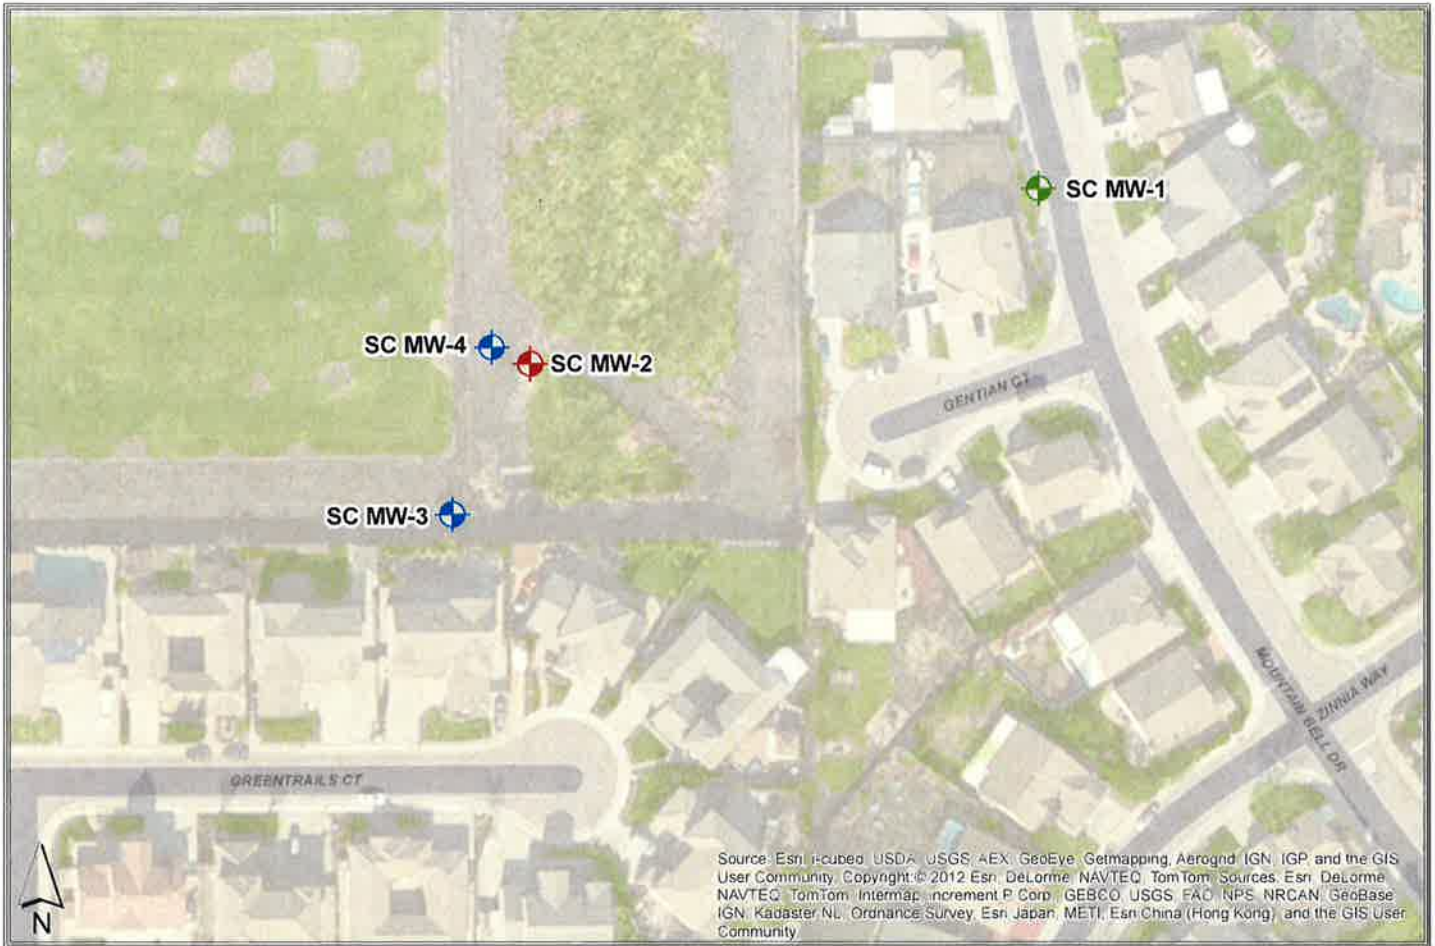 SC MW-1
SC MW-4
SC MW-2
GENTIAN CT
SC MW-3
MOUNTAIN BELL DR
ZINNIA WAY
GREENTRAILS CT
N
Source: Esri, i-cubed, USDA, USGS, AEX, GeoEye, Getmapping, Aerogrid, IGN, IGP, and the GIS
User Community, Copyright:© 2012 Esri, DeLorme, NAVTEQ, TomTom, Sources: Esri, DeLorme,
NAVTEQ, TomTom, Intermap, increment P Corp., GEBCO, USGS, FAO, NPS, NRCAN, GeoBase,
IGN, Kadaster NL, Ordnance Survey, Esri Japan, METI, Esri China (Hong Kong), and the GIS User
Community